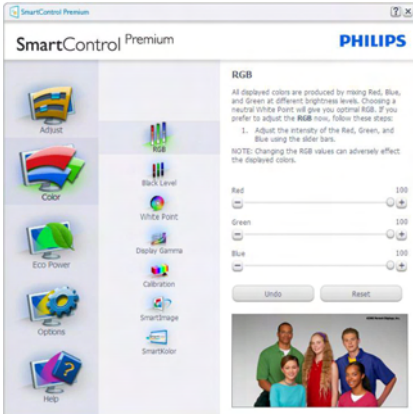 SmartControl Premium
SmartControl Premium
PHILIPS
Adjust
Color
Eco Power
Options
Help
RGB
Black Level
White Point
Display Gamma
Calibration
SmartImage
SmartKolor
RGB
All displayed colors are produced by mixing Red, Blue,
and Green at different brightness levels. Choosing a
neutral White Point will give you optimal RGB. If you
prefer to adjust the RGB now, follow these steps:
1. Adjust the intensity of the Red, Green, and
Blue using the slider bars.
NOTE: Changing the RGB values can adversely effect
the displayed colors.
Red 100
Green 100
Blue 100
Undo Reset